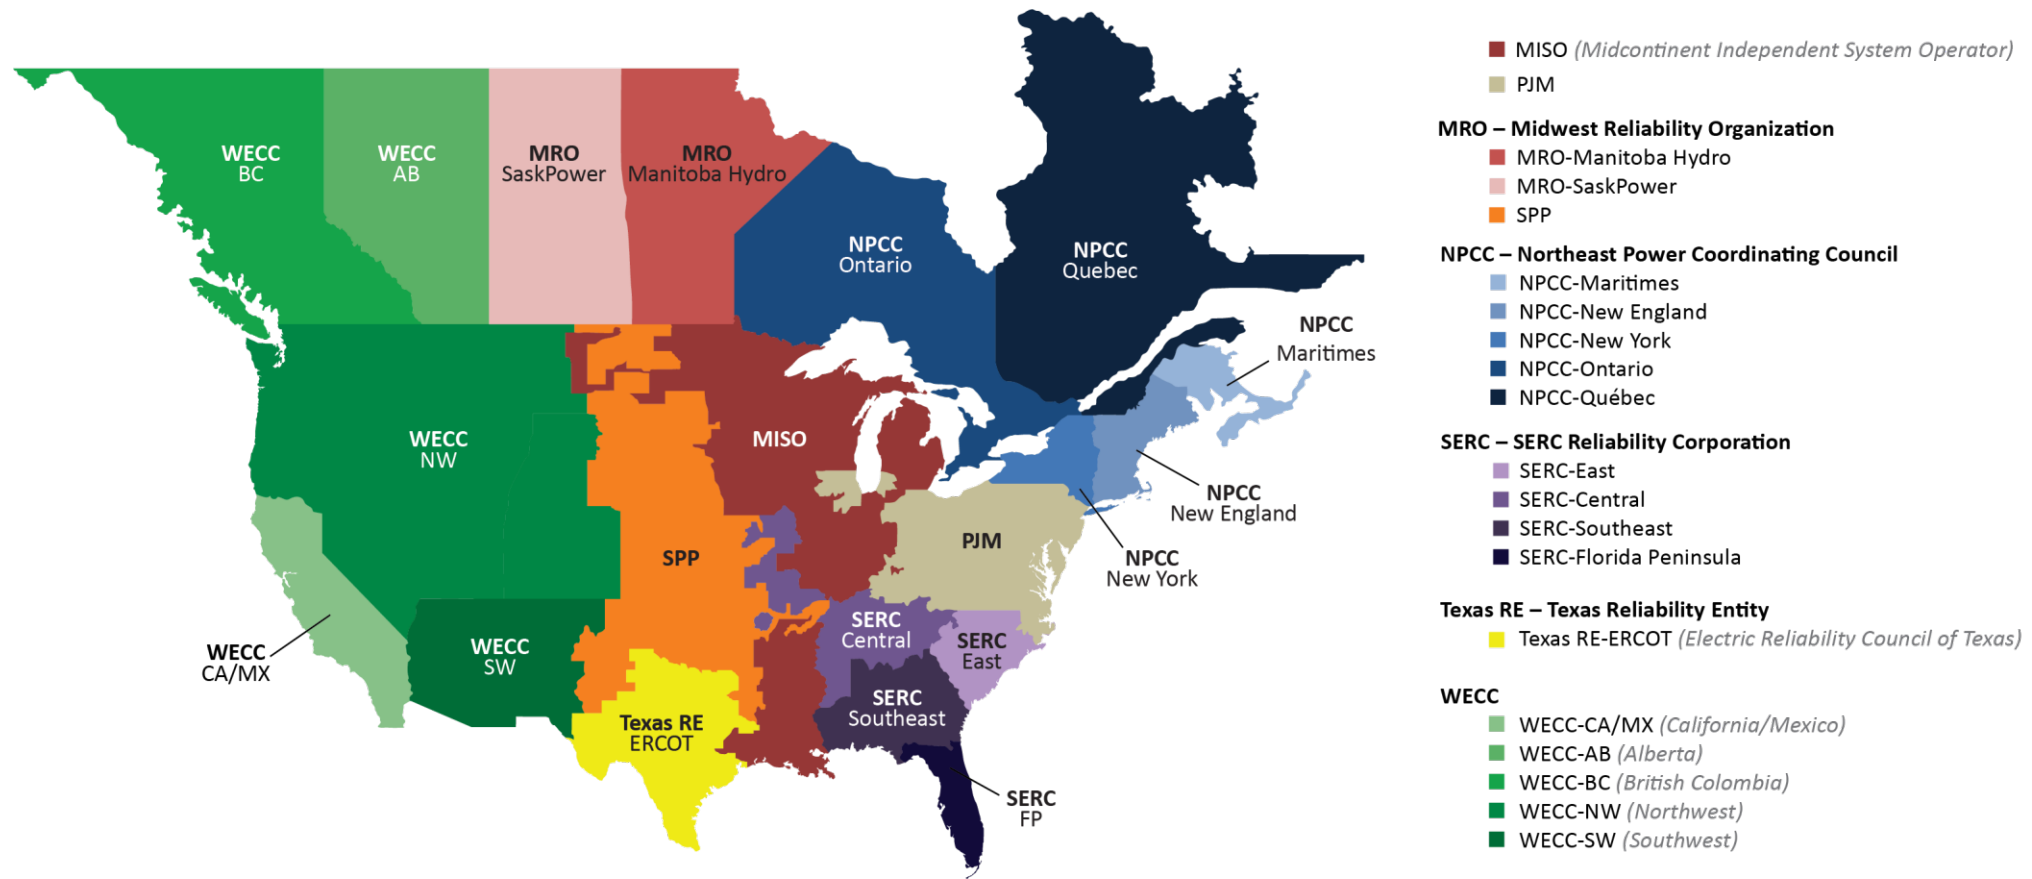 WECC
BC
WECC
AB
MRO
SaskPower
MRO
Manitoba Hydro
NPCC
Ontario
NPCC
Quebec
NPCC
Maritimes
WECC
NW
MISO
NPCC
New England
SPP
PJM
NPCC
New York
WECC
CA/MX
WECC
SW
SERC
Central
SERC
East
SERC
Southeast
Texas RE
ERCOT
SERC
FP
MISO (Midcontinent Independent System Operator)
PJM
MRO – Midwest Reliability Organization
MRO-Manitoba Hydro
MRO-SaskPower
SPP
NPCC – Northeast Power Coordinating Council
NPCC-Maritimes
NPCC-New England
NPCC-New York
NPCC-Ontario
NPCC-Québec
SERC – SERC Reliability Corporation
SERC-East
SERC-Central
SERC-Southeast
SERC-Florida Peninsula
Texas RE – Texas Reliability Entity
Texas RE-ERCOT (Electric Reliability Council of Texas)
WECC
WECC-CA/MX (California/Mexico)
WECC-AB (Alberta)
WECC-BC (British Colombia)
WECC-NW (Northwest)
WECC-SW (Southwest)